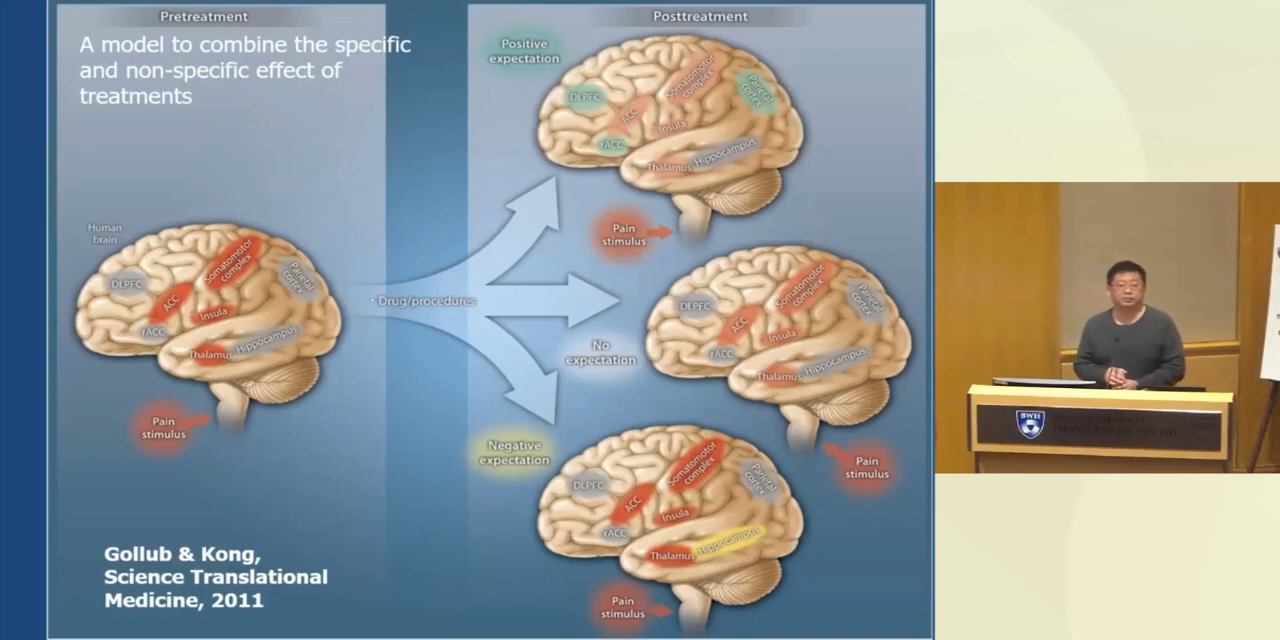 Pretreatment
A model to combine the specific
and non-specific effect of
treatments
Human
brain
DLPFC
ACC
rACC
Somatomotor
complex
Insula
Parietal
cortex
Thalamus
Hippocampus
Pain
stimulus
Gollub & Kong,
Science Translational
Medicine, 2011
• Drug/procedures
Posttreatment
Positive
expectation
DLPFC
ACC
rACC
Somatomotor
complex
Insula
Parietal
cortex
Thalamus
Hippocampus
Pain
stimulus
No
expectation
DLPFC
ACC
rACC
Somatomotor
complex
Insula
Parietal
cortex
Thalamus
Hippocampus
Pain
stimulus
Negative
expectation
DLPFC
ACC
rACC
Somatomotor
complex
Insula
Parietal
cortex
Thalamus
Hippocampus
Pain
stimulus
BWH